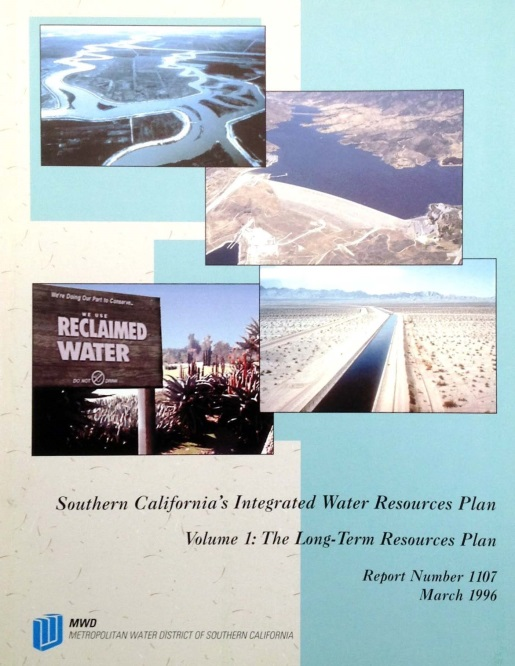 We're Doing Our Part to Conserve...
WE USE
RECLAIMED
WATER
DO NOT DRINK
Southern California's Integrated Water Resources Plan
Volume 1: The Long-Term Resources Plan
Report Number 1107
March 1996
MWD
METROPOLITAN WATER DISTRICT OF SOUTHERN CALIFORNIA